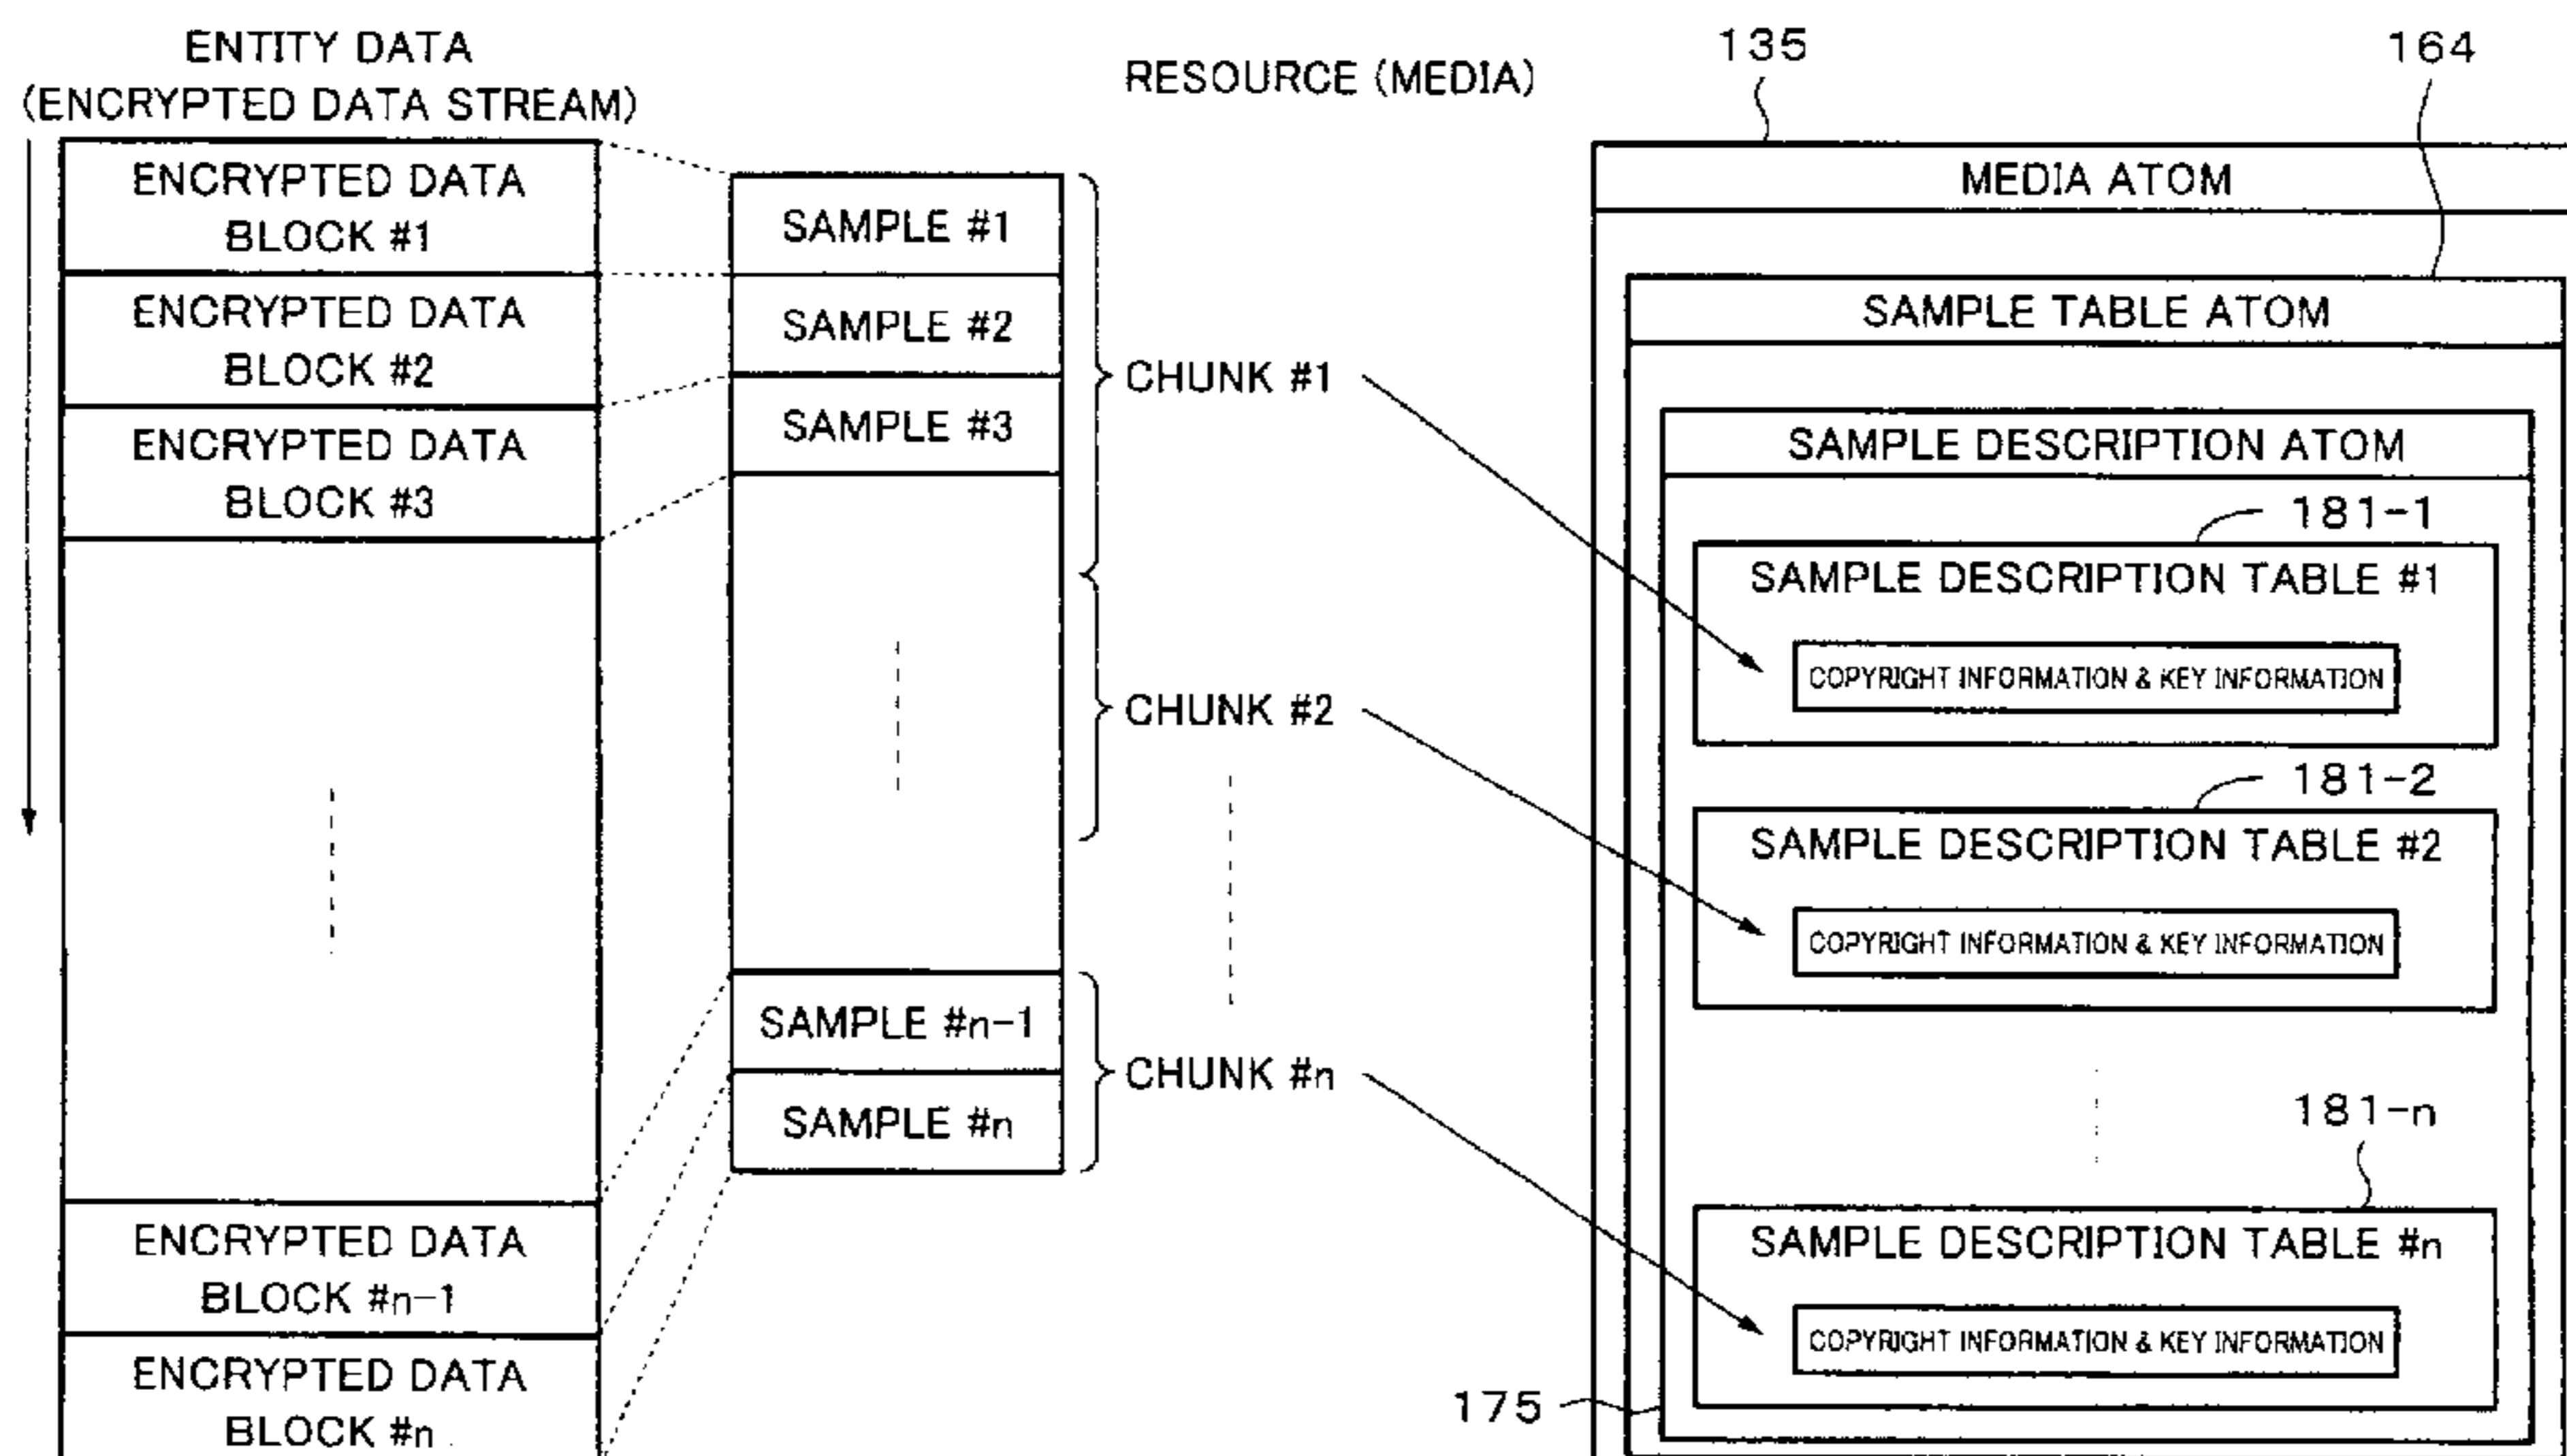 ENTITY DATA
(ENCRYPTED DATA STREAM)
ENCRYPTED DATA
BLOCK #1
ENCRYPTED DATA
BLOCK #2
ENCRYPTED DATA
BLOCK #3
ENCRYPTED DATA
BLOCK #n-1
ENCRYPTED DATA
BLOCK #n
RESOURCE (MEDIA)
SAMPLE #1
SAMPLE #2
SAMPLE #3
SAMPLE #n-1
SAMPLE #n
CHUNK #1
CHUNK #2
CHUNK #n
135
164
MEDIA ATOM
SAMPLE TABLE ATOM
SAMPLE DESCRIPTION ATOM
181-1
SAMPLE DESCRIPTION TABLE #1
COPYRIGHT INFORMATION & KEY INFORMATION
181-2
SAMPLE DESCRIPTION TABLE #2
COPYRIGHT INFORMATION & KEY INFORMATION
181-n
SAMPLE DESCRIPTION TABLE #n
COPYRIGHT INFORMATION & KEY INFORMATION
175